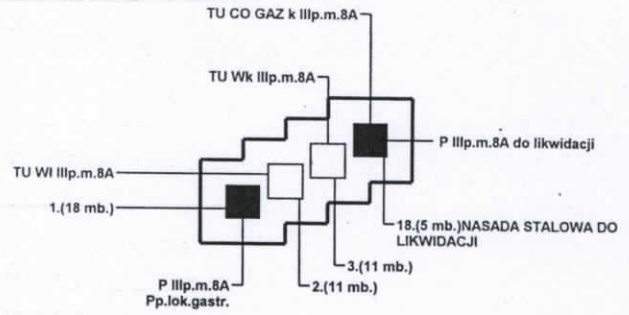 TU CO GAZ k IIIp.m.8A
TU Wk IIIp.m.8A
P IIIp.m.8A do likwidacji
TU WI IIIp.m.8A
1.(18 mb.)
18.(5 mb.)NASADA STALOWA DO
LIKWIDACJI
3.(11 mb.)
P IIIp.m.8A
Pp.lok.gastr.
2.(11 mb.)